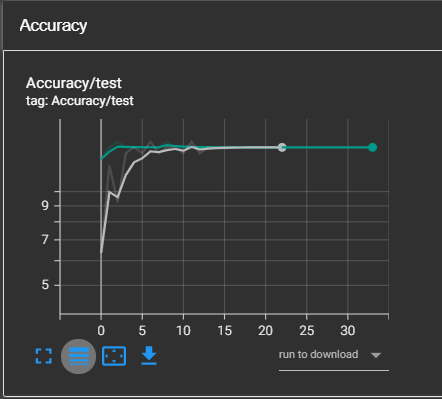 Accuracy
Accuracy/test
tag: Accuracy/test
9
7
5
0 5 10 15 20 25 30
run to download